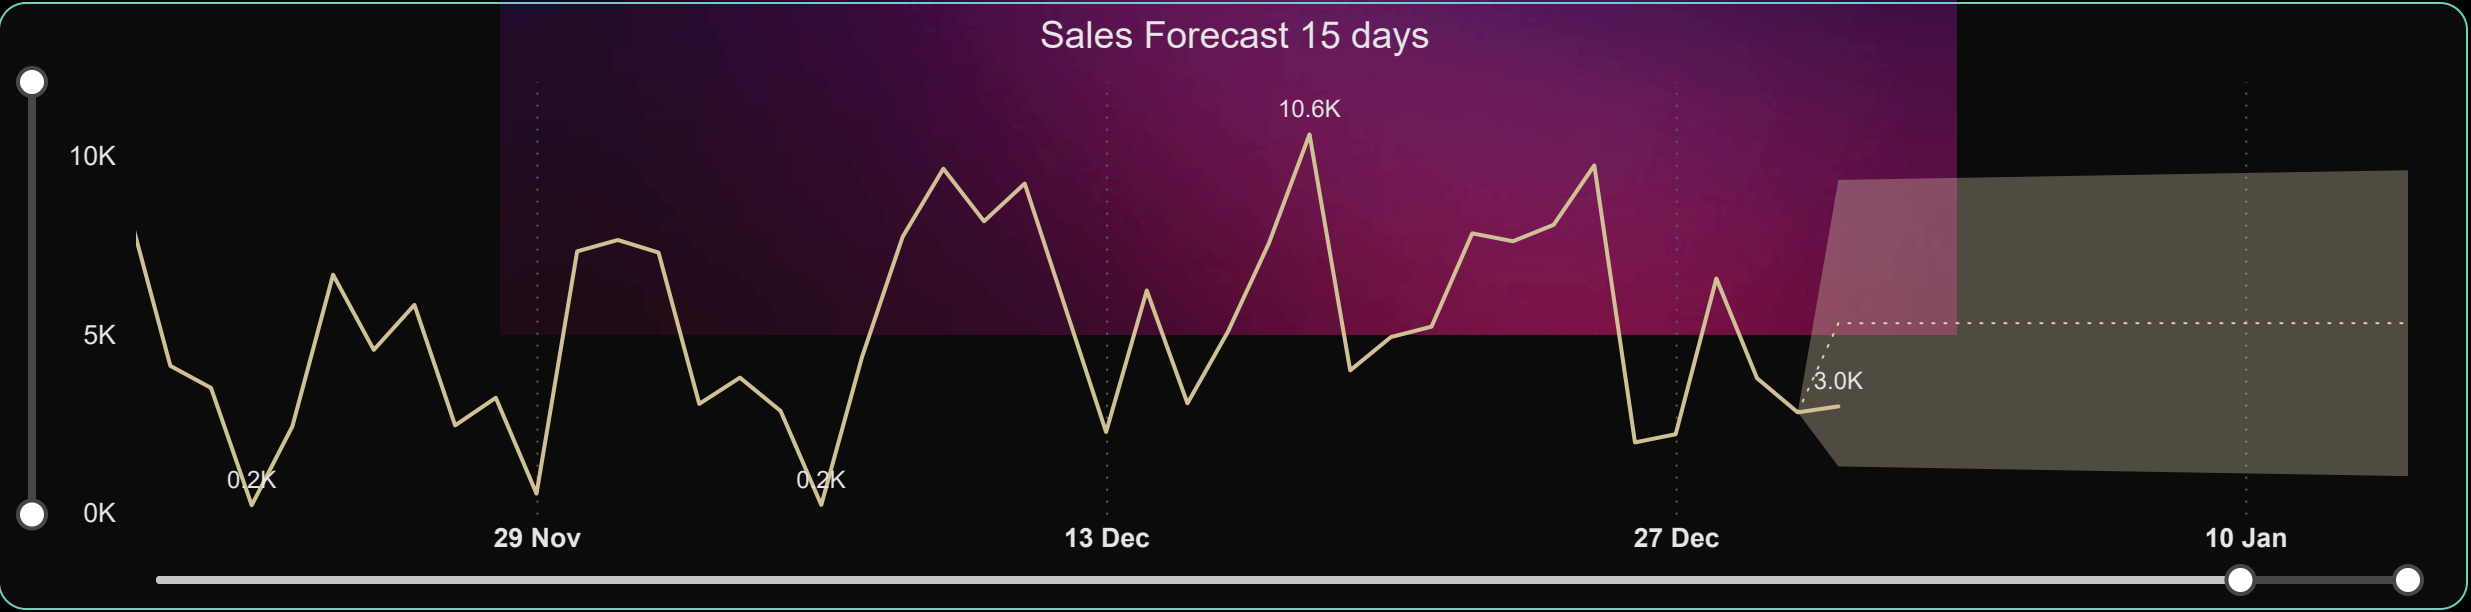 Sales Forecast 15 days
10.6K
10K
5K
3.0K
0.2K
0.2K
0K
29 Nov
13 Dec
27 Dec
10 Jan